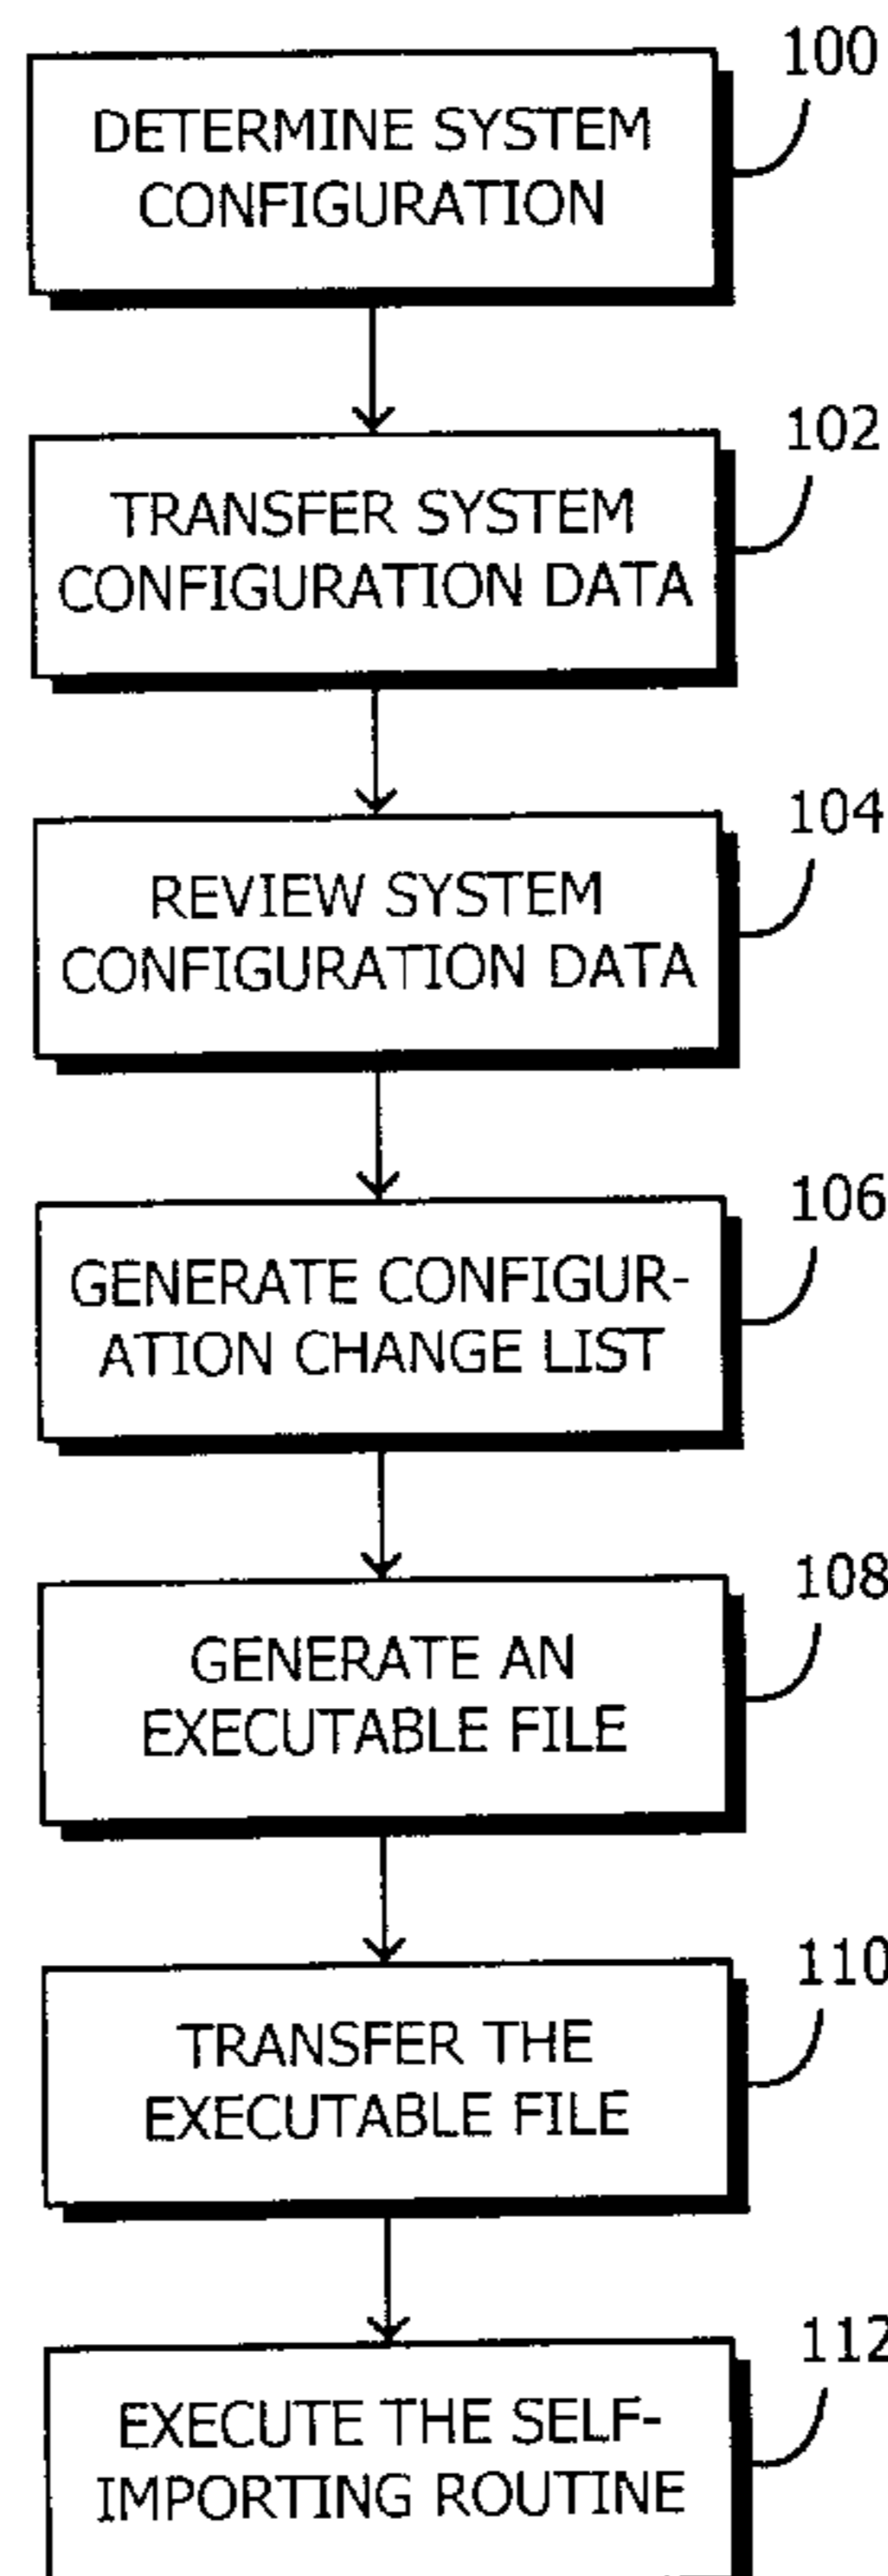 100
DETERMINE SYSTEM
CONFIGURATION
102
TRANSFER SYSTEM
CONFIGURATION DATA
104
REVIEW SYSTEM
CONFIGURATION DATA
106
GENERATE CONFIGUR-
ATION CHANGE LIST
108
GENERATE AN
EXECUTABLE FILE
110
TRANSFER THE
EXECUTABLE FILE
112
EXECUTE THE SELF-
IMPORTING ROUTINE